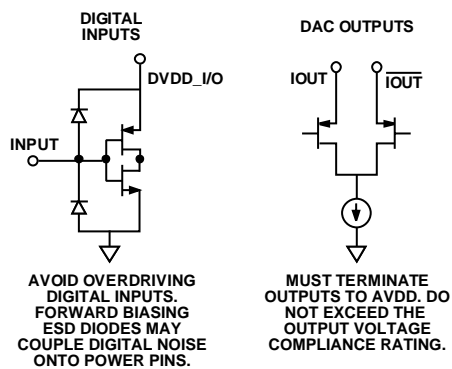 DIGITAL
INPUTS
DVDD_I/O
INPUT
AVOID OVERDRIVING
DIGITAL INPUTS.
FORWARD BIASING
ESD DIODES MAY
COUPLE DIGITAL NOISE
ONTO POWER PINS.
DAC OUTPUTS
IOUT
IOUT
MUST TERMINATE
OUTPUTS TO AVDD. DO
NOT EXCEED THE
OUTPUT VOLTAGE
COMPLIANCE RATING.